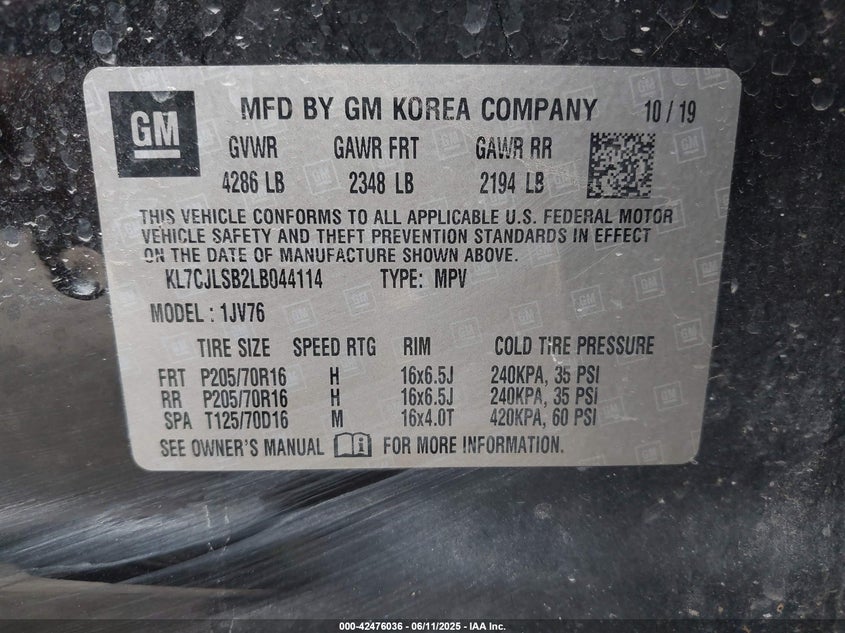 GM
MFD BY GM KOREA COMPANY 10 / 19
GVWR GAWR FRT GAWR RR
4286 LB 2348 LB 2194 LB
THIS VEHICLE CONFORMS TO ALL APPLICABLE U.S. FEDERAL MOTOR
VEHICLE SAFETY AND THEFT PREVENTION STANDARDS IN EFFECT
ON THE DATE OF MANUFACTURE SHOWN ABOVE.
KL7CJLSB2LB044114 TYPE: MPV
MODEL : 1JV76
TIRE SIZE SPEED RTG RIM COLD TIRE PRESSURE
FRT P205/70R16 H 16x6.5J 240KPA, 35 PSI
RR P205/70R16 H 16x6.5J 240KPA, 35 PSI
SPA T125/70D16 M 16x4.0T 420KPA, 60 PSI
SEE OWNER'S MANUAL FOR MORE INFORMATION.
000-42476036 - 06/11/2025 - IAA Inc.